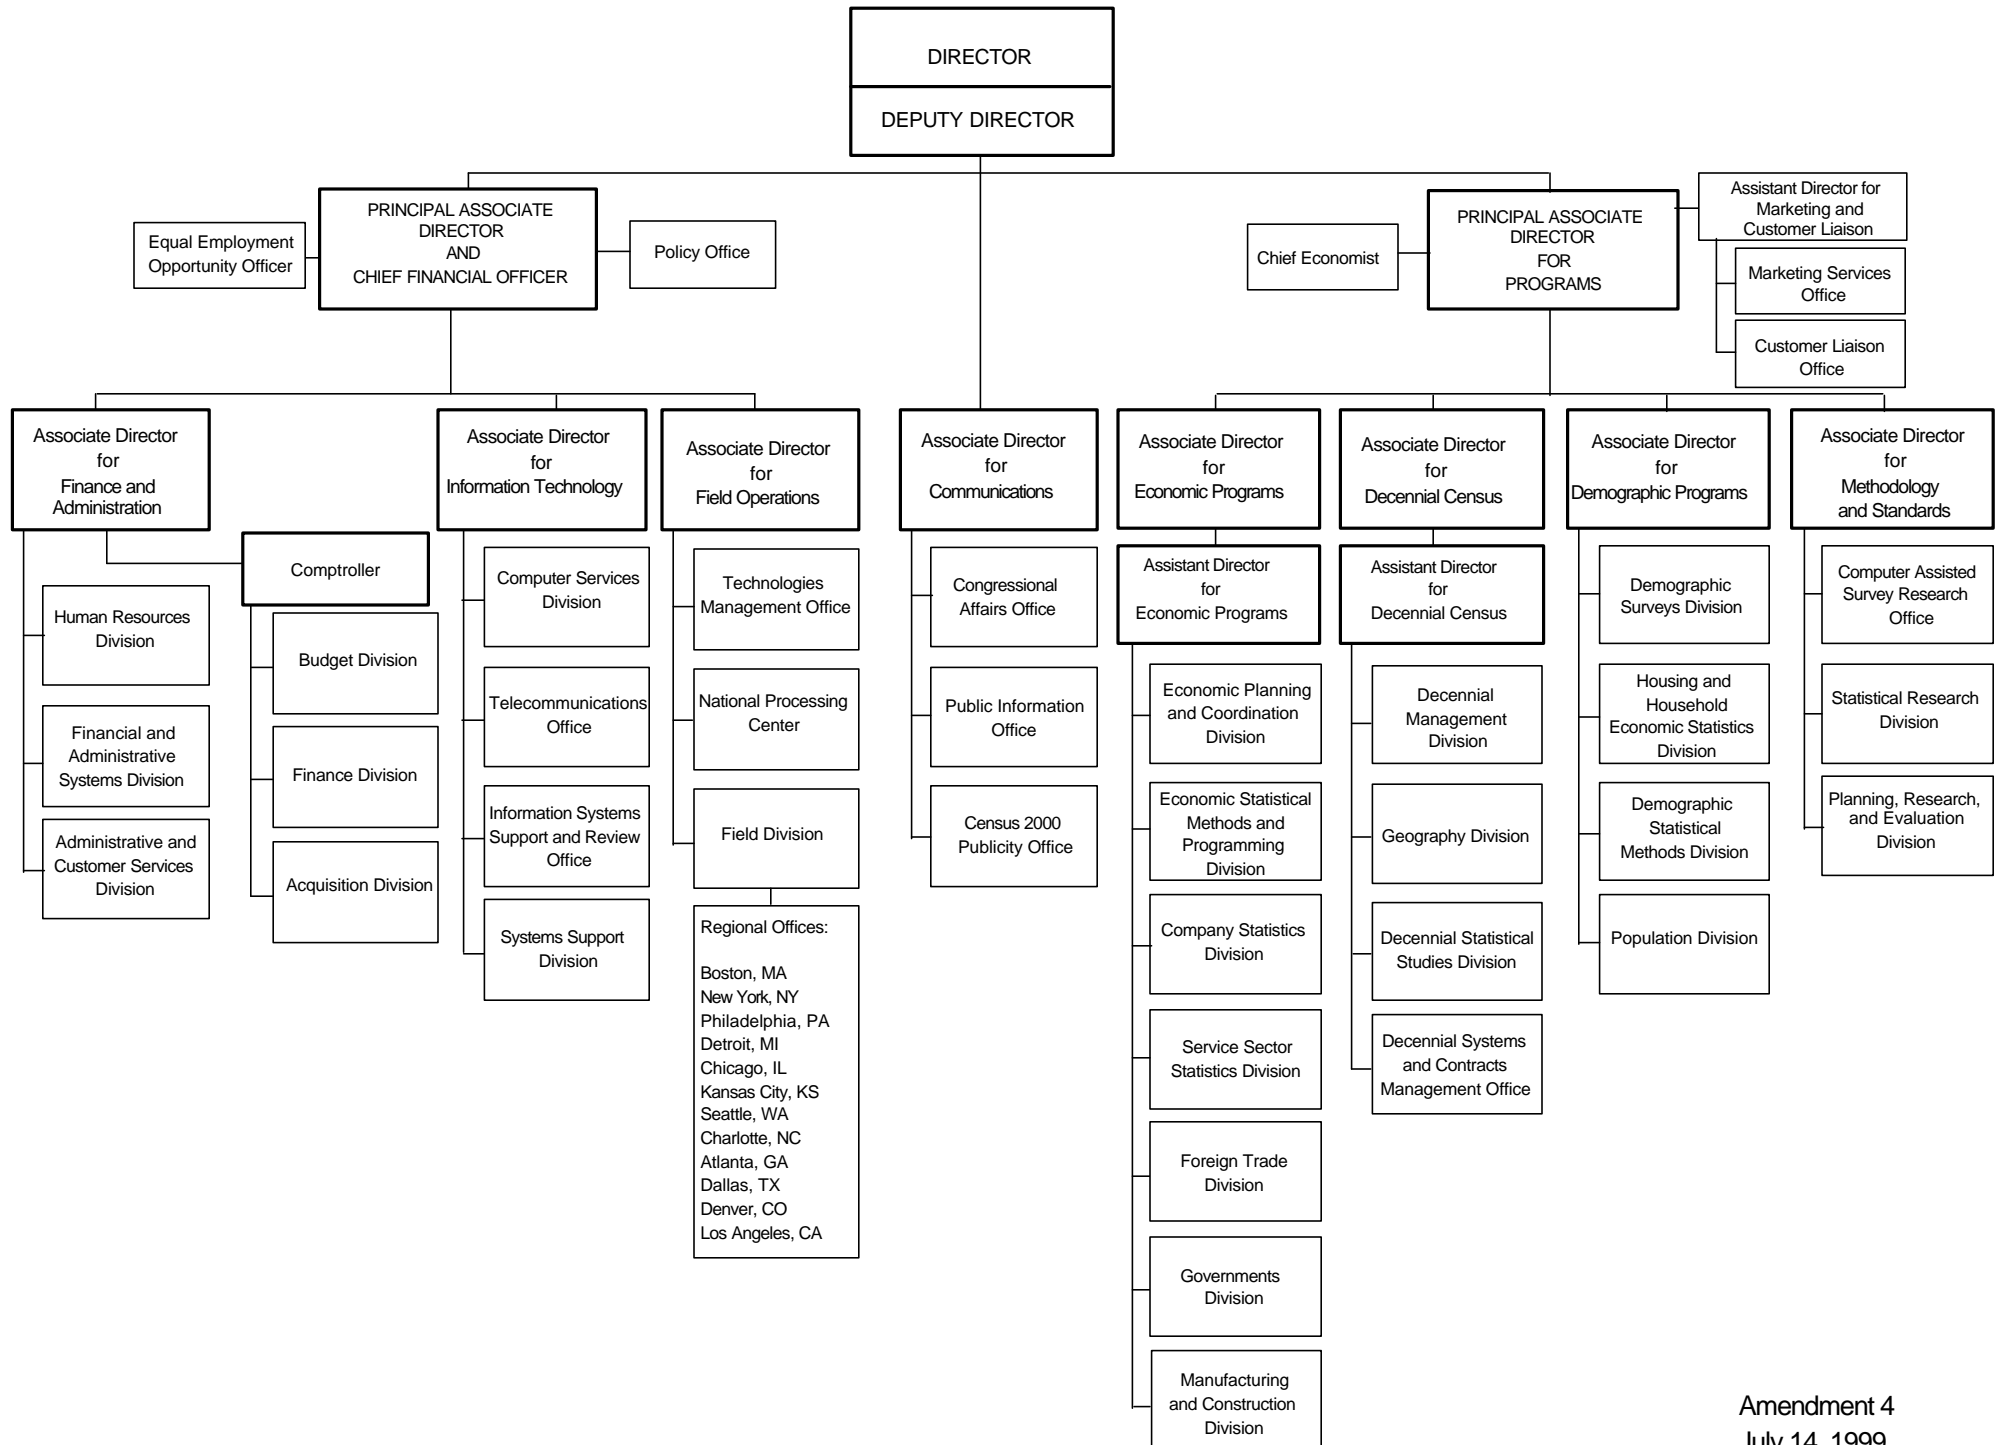 DIRECTOR
DEPUTY DIRECTOR
Equal Employment
Opportunity Officer
PRINCIPAL ASSOCIATE
DIRECTOR
AND
CHIEF FINANCIAL OFFICER
Policy Office
Chief Economist
PRINCIPAL ASSOCIATE
DIRECTOR
FOR
PROGRAMS
Assistant Director for
Marketing and
Customer Liaison
Marketing Services
Office
Customer Liaison
Office
Associate Director
for
Finance and
Administration
Human Resources
Division
Financial and
Administrative
Systems Division
Administrative and
Customer Services
Division
Comptroller
Budget Division
Finance Division
Acquisition Division
Associate Director
for
Information Technology
Computer Services
Division
Telecommunications
Office
Information Systems
Support and Review
Office
Systems Support
Division
Associate Director
for
Field Operations
Technologies
Management Office
National Processing
Center
Field Division
Regional Offices:
Boston, MA
New York, NY
Philadelphia, PA
Detroit, MI
Chicago, IL
Kansas City, KS
Seattle, WA
Charlotte, NC
Atlanta, GA
Dallas, TX
Denver, CO
Los Angeles, CA
Associate Director
for
Communications
Congressional
Affairs Office
Public Information
Office
Census 2000
Publicity Office
Associate Director
for
Economic Programs
Assistant Director
for
Economic Programs
Economic Planning
and Coordination
Division
Economic Statistical
Methods and
Programming
Division
Company Statistics
Division
Service Sector
Statistics Division
Foreign Trade
Division
Governments
Division
Manufacturing
and Construction
Division
Associate Director
for
Decennial Census
Assistant Director
for
Decennial Census
Decennial
Management
Division
Geography Division
Decennial Statistical
Studies Division
Decennial Systems
and Contracts
Management Office
Associate Director
for
Demographic Programs
Demographic
Surveys Division
Housing and
Household
Economic Statistics
Division
Demographic
Statistical
Methods Division
Population Division
Associate Director
for
Methodology
and Standards
Computer Assisted
Survey Research
Office
Statistical Research
Division
Planning, Research,
and Evaluation
Division
Amendment 4
July 14, 1999